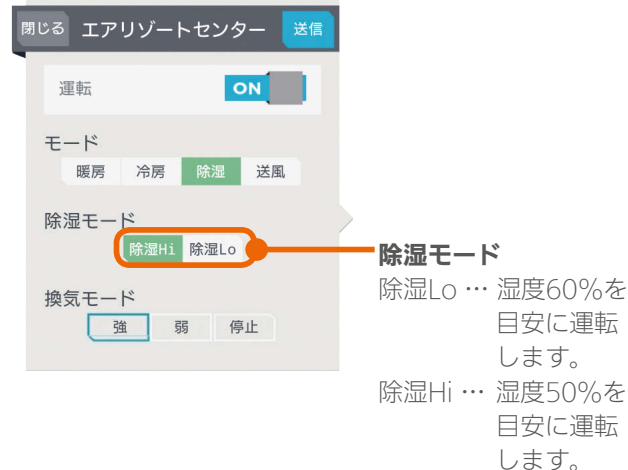 閉じる エアリゾートセンター 送信
運転 ON
モード
暖房 冷房 除湿 送風
除湿モード
除湿Hi 除湿Lo
換気モード
強 弱 停止
除湿モード
除湿Lo … 湿度60%を
目安に運転
します。
除湿Hi … 湿度50%を
目安に運転
します。